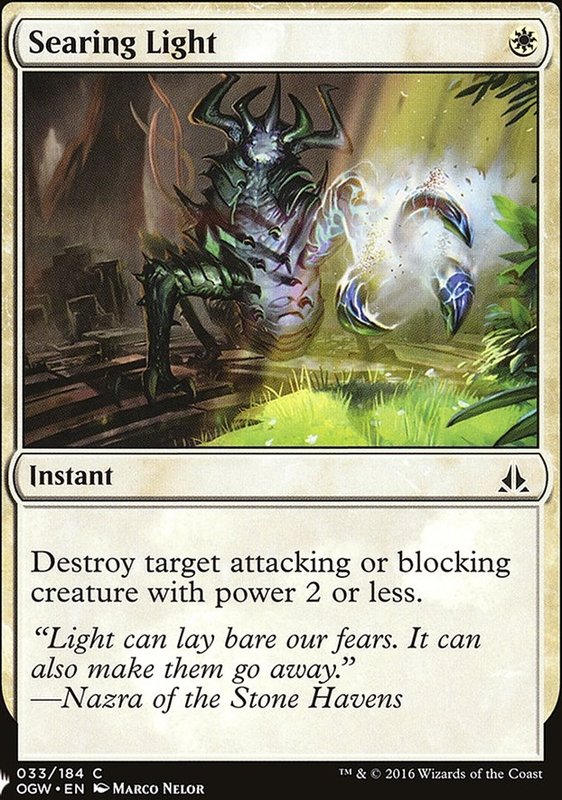 Searing Light
Instant
Destroy target attacking or blocking
creature with power 2 or less.
“Light can lay bare our fears. It can
also make them go away.”
—Nazra of the Stone Havens
033/184 C
OGW • EN Marco Nelor
™ & © 2016 Wizards of the Coast